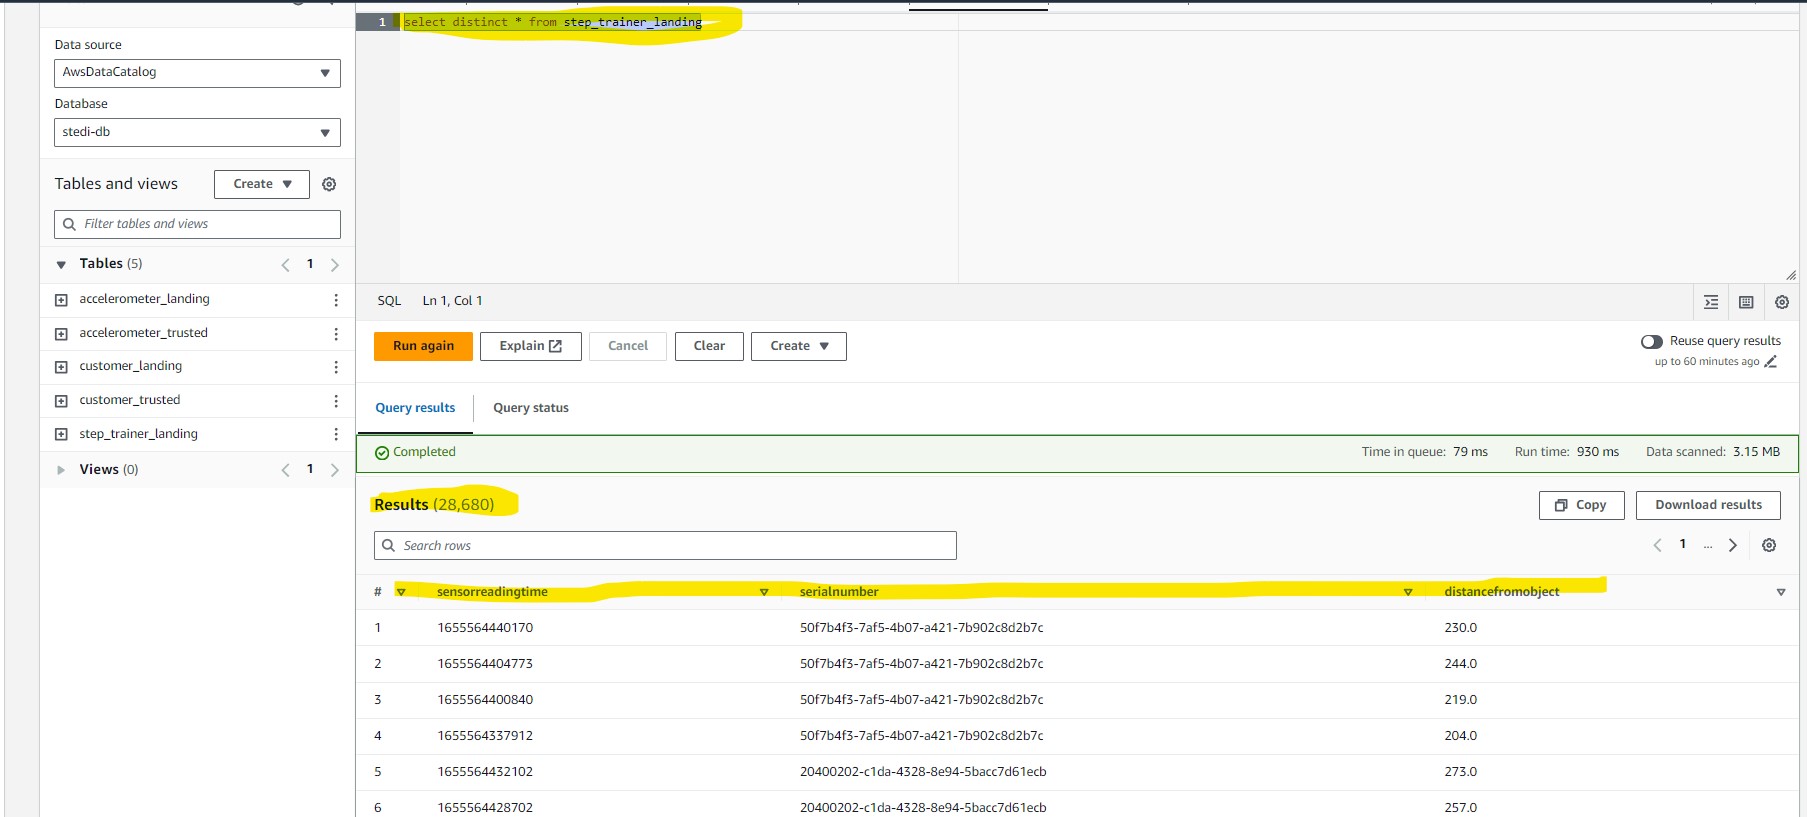 1 select distinct * from step_trainer_landing
Data source
AwsDataCatalog
Database
stedi-db
Tables and views
Create
Filter tables and views
Tables (5)
1
accelerometer_landing
accelerometer_trusted
customer_landing
customer_trusted
step_trainer_landing
Views (0)
1
SQL Ln 1, Col 1
Run again Explain Cancel Clear Create
Reuse query results
up to 60 minutes ago
Query results Query status
Completed Time in queue: 79 ms Run time: 930 ms Data scanned: 3.15 MB
Results (28,680)
Copy Download results
Search rows
1 ...
# sensorreadingtime serialnumber distancefromobject
1 1655564440170 50f7b4f3-7af5-4b07-a421-7b902c8d2b7c 230.0
2 1655564404773 50f7b4f3-7af5-4b07-a421-7b902c8d2b7c 244.0
3 1655564400840 50f7b4f3-7af5-4b07-a421-7b902c8d2b7c 219.0
4 1655564337912 50f7b4f3-7af5-4b07-a421-7b902c8d2b7c 204.0
5 1655564432102 20400202-c1da-4328-8e94-5bacc7d61ecb 273.0
6 1655564428702 20400202-c1da-4328-8e94-5bacc7d61ecb 257.0